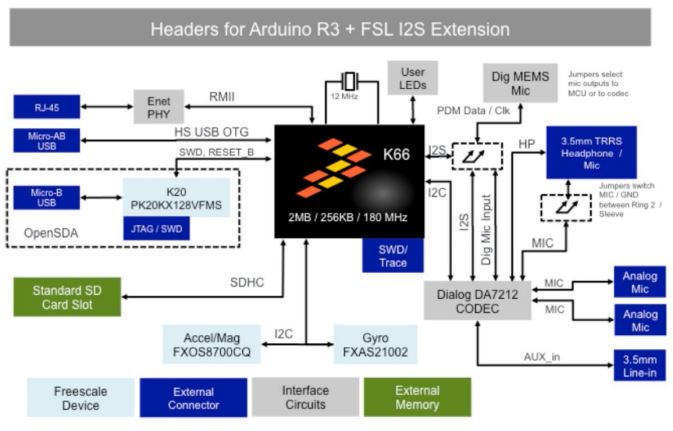 Headers for Arduino R3 + FSL I2S Extension
12 MHz
User
LEDs
Dig MEMS
Mic
Jumpers select
mic outputs to
MCU or to codec
RJ-45
Enet
PHY
RMII
PDM Data / Clk
Micro-AB
USB
HS USB OTG
K66
I2S
HP
3.5mm TRRS
Headphone /
Mic
SWD, RESET_B
Micro-B
USB
K20
PK20KX128VFMS
JTAG / SWD
OpenSDA
2MB / 256KB / 180 MHz
I2C
I2S
Dig Mic Input
Jumpers switch
MIC / GND
between Ring 2 /
Sleeve
SWD/
Trace
MIC
Standard SD
Card Slot
SDHC
Dialog DA7212
CODEC
MIC
Analog
Mic
MIC
Analog
Mic
Accel/Mag
FXOS8700CQ
I2C
Gyro
FXAS21002
AUX_in
3.5mm
Line-in
Freescale
Device
External
Connector
Interface
Circuits
External
Memory